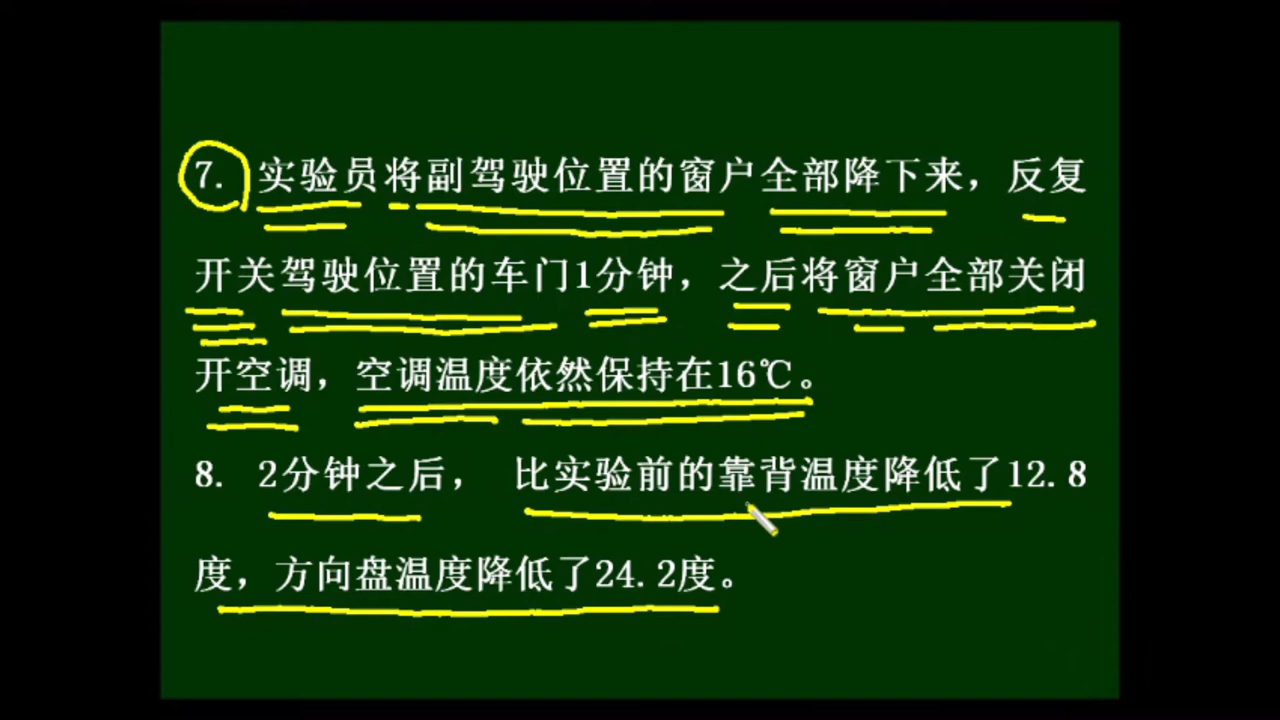 7. 实验员将副驾驶位置的窗户全部降下来，反复
开关驾驶位置的车门1分钟，之后将窗户全部关闭
开空调，空调温度依然保持在16℃。
8. 2分钟之后， 比实验前的靠背温度降低了12.8
度，方向盘温度降低了24.2度。